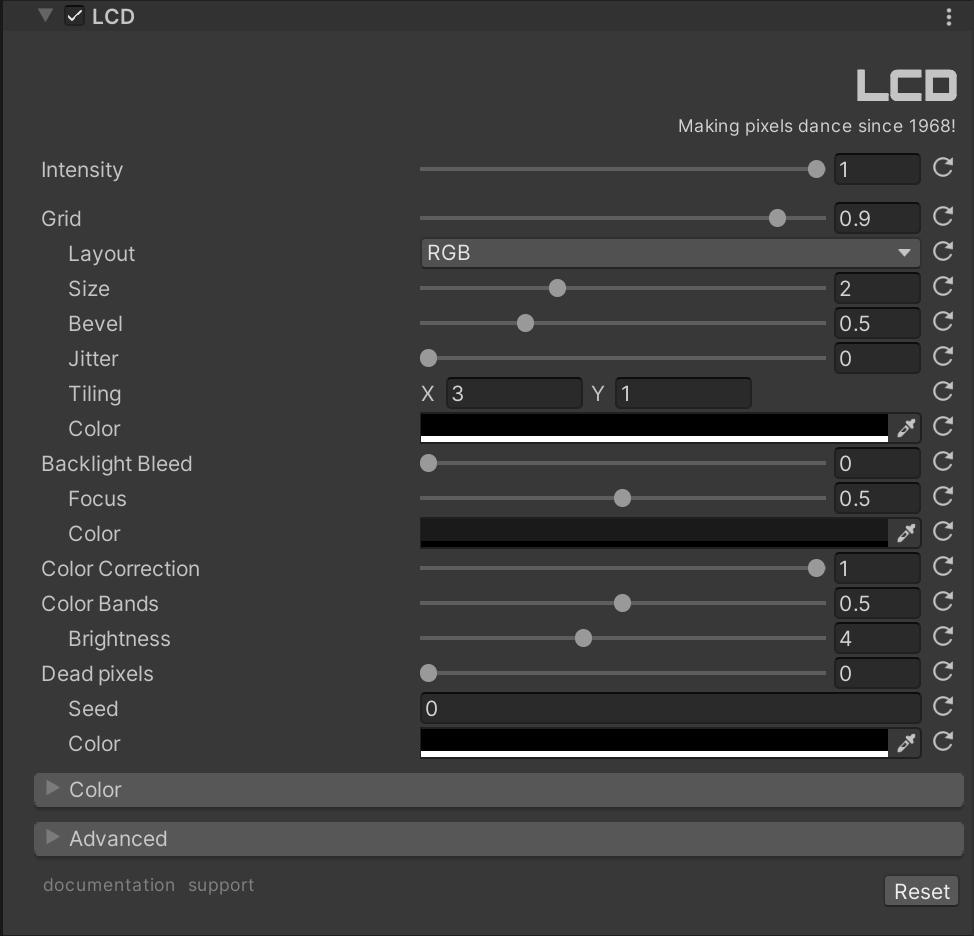 LCD
LCD
Making pixels dance since 1968!
Intensity 1
Grid 0.9
Layout RGB
Size 2
Bevel 0.5
Jitter 0
Tiling X 3 Y 1
Color
Backlight Bleed 0
Focus 0.5
Color
Color Correction 1
Color Bands 0.5
Brightness 4
Dead pixels 0
Seed 0
Color
Color
Advanced
documentation support
Reset